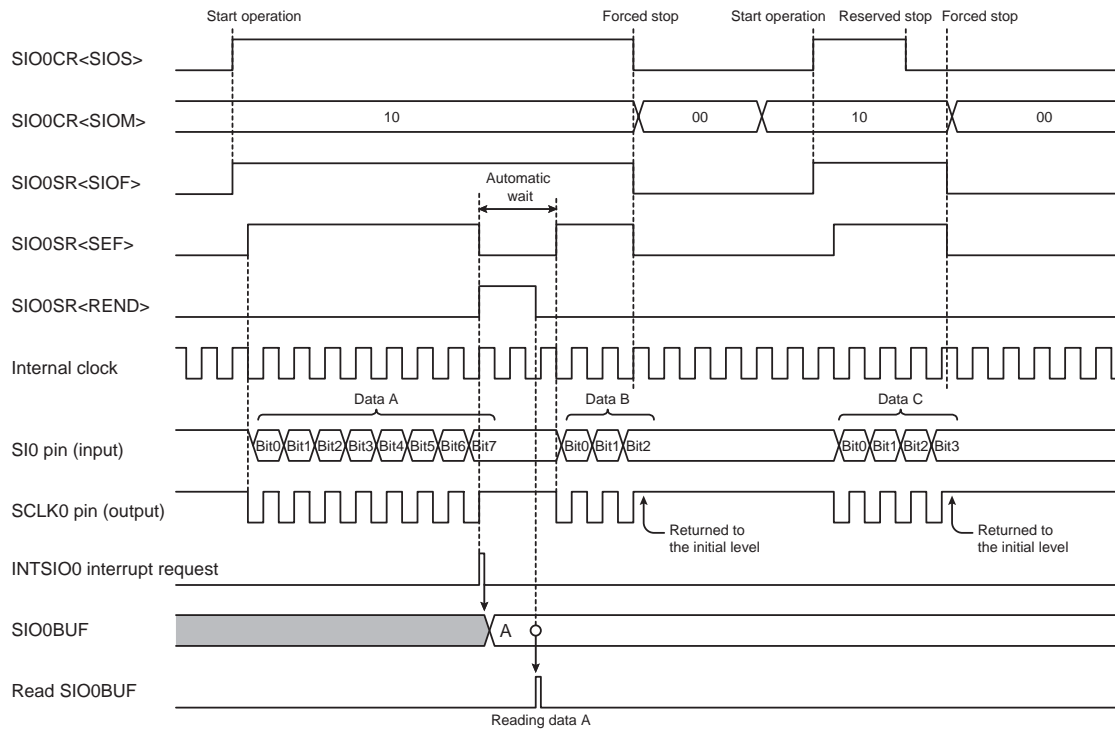 Start operation Forced stop Start operation Reserved stop Forced stop
SIO0CR<SIOS>
SIO0CR<SIOM> 10 00 10 00
SIO0SR<SIOF>
Automatic
wait
SIO0SR<SEF>
SIO0SR<REND>
Internal clock
Data A Data B Data C
SI0 pin (input) Bit0 Bit1 Bit2 Bit3 Bit4 Bit5 Bit6 Bit7 Bit0 Bit1 Bit2 Bit0 Bit1 Bit2 Bit3
SCLK0 pin (output)
Returned to
the initial level
Returned to
the initial level
INTSIO0 interrupt request
SIO0BUF A
Read SIO0BUF
Reading data A